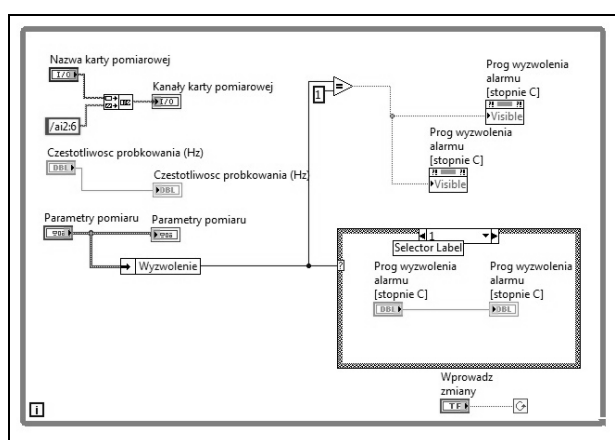 Nazwa karty pomiarowej
I/O
Kanały karty pomiarowej
I/O
/ai2:6
Czestotliwosc probkowania (Hz)
DBL
Czestotliwosc probkowania (Hz)
DBL
Parametry pomiaru
Parametry pomiaru
Wyzwolenie
1
=
Prog wyzwolenia
alarmu
[stopnie C]
Visible
Prog wyzwolenia
alarmu
[stopnie C]
Visible
1
Selector Label
?
Prog wyzwolenia
alarmu
[stopnie C]
DBL
Prog wyzwolenia
alarmu
[stopnie C]
DBL
Wprowadz
zmiany
TF
i